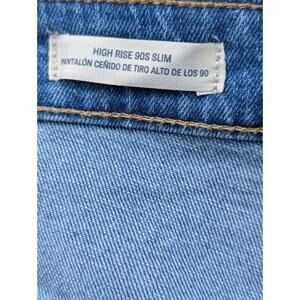 HIGH RISE 90S SLIM
PANTALÓN CEÑIDO DE TIRO ALTO DE LOS 90